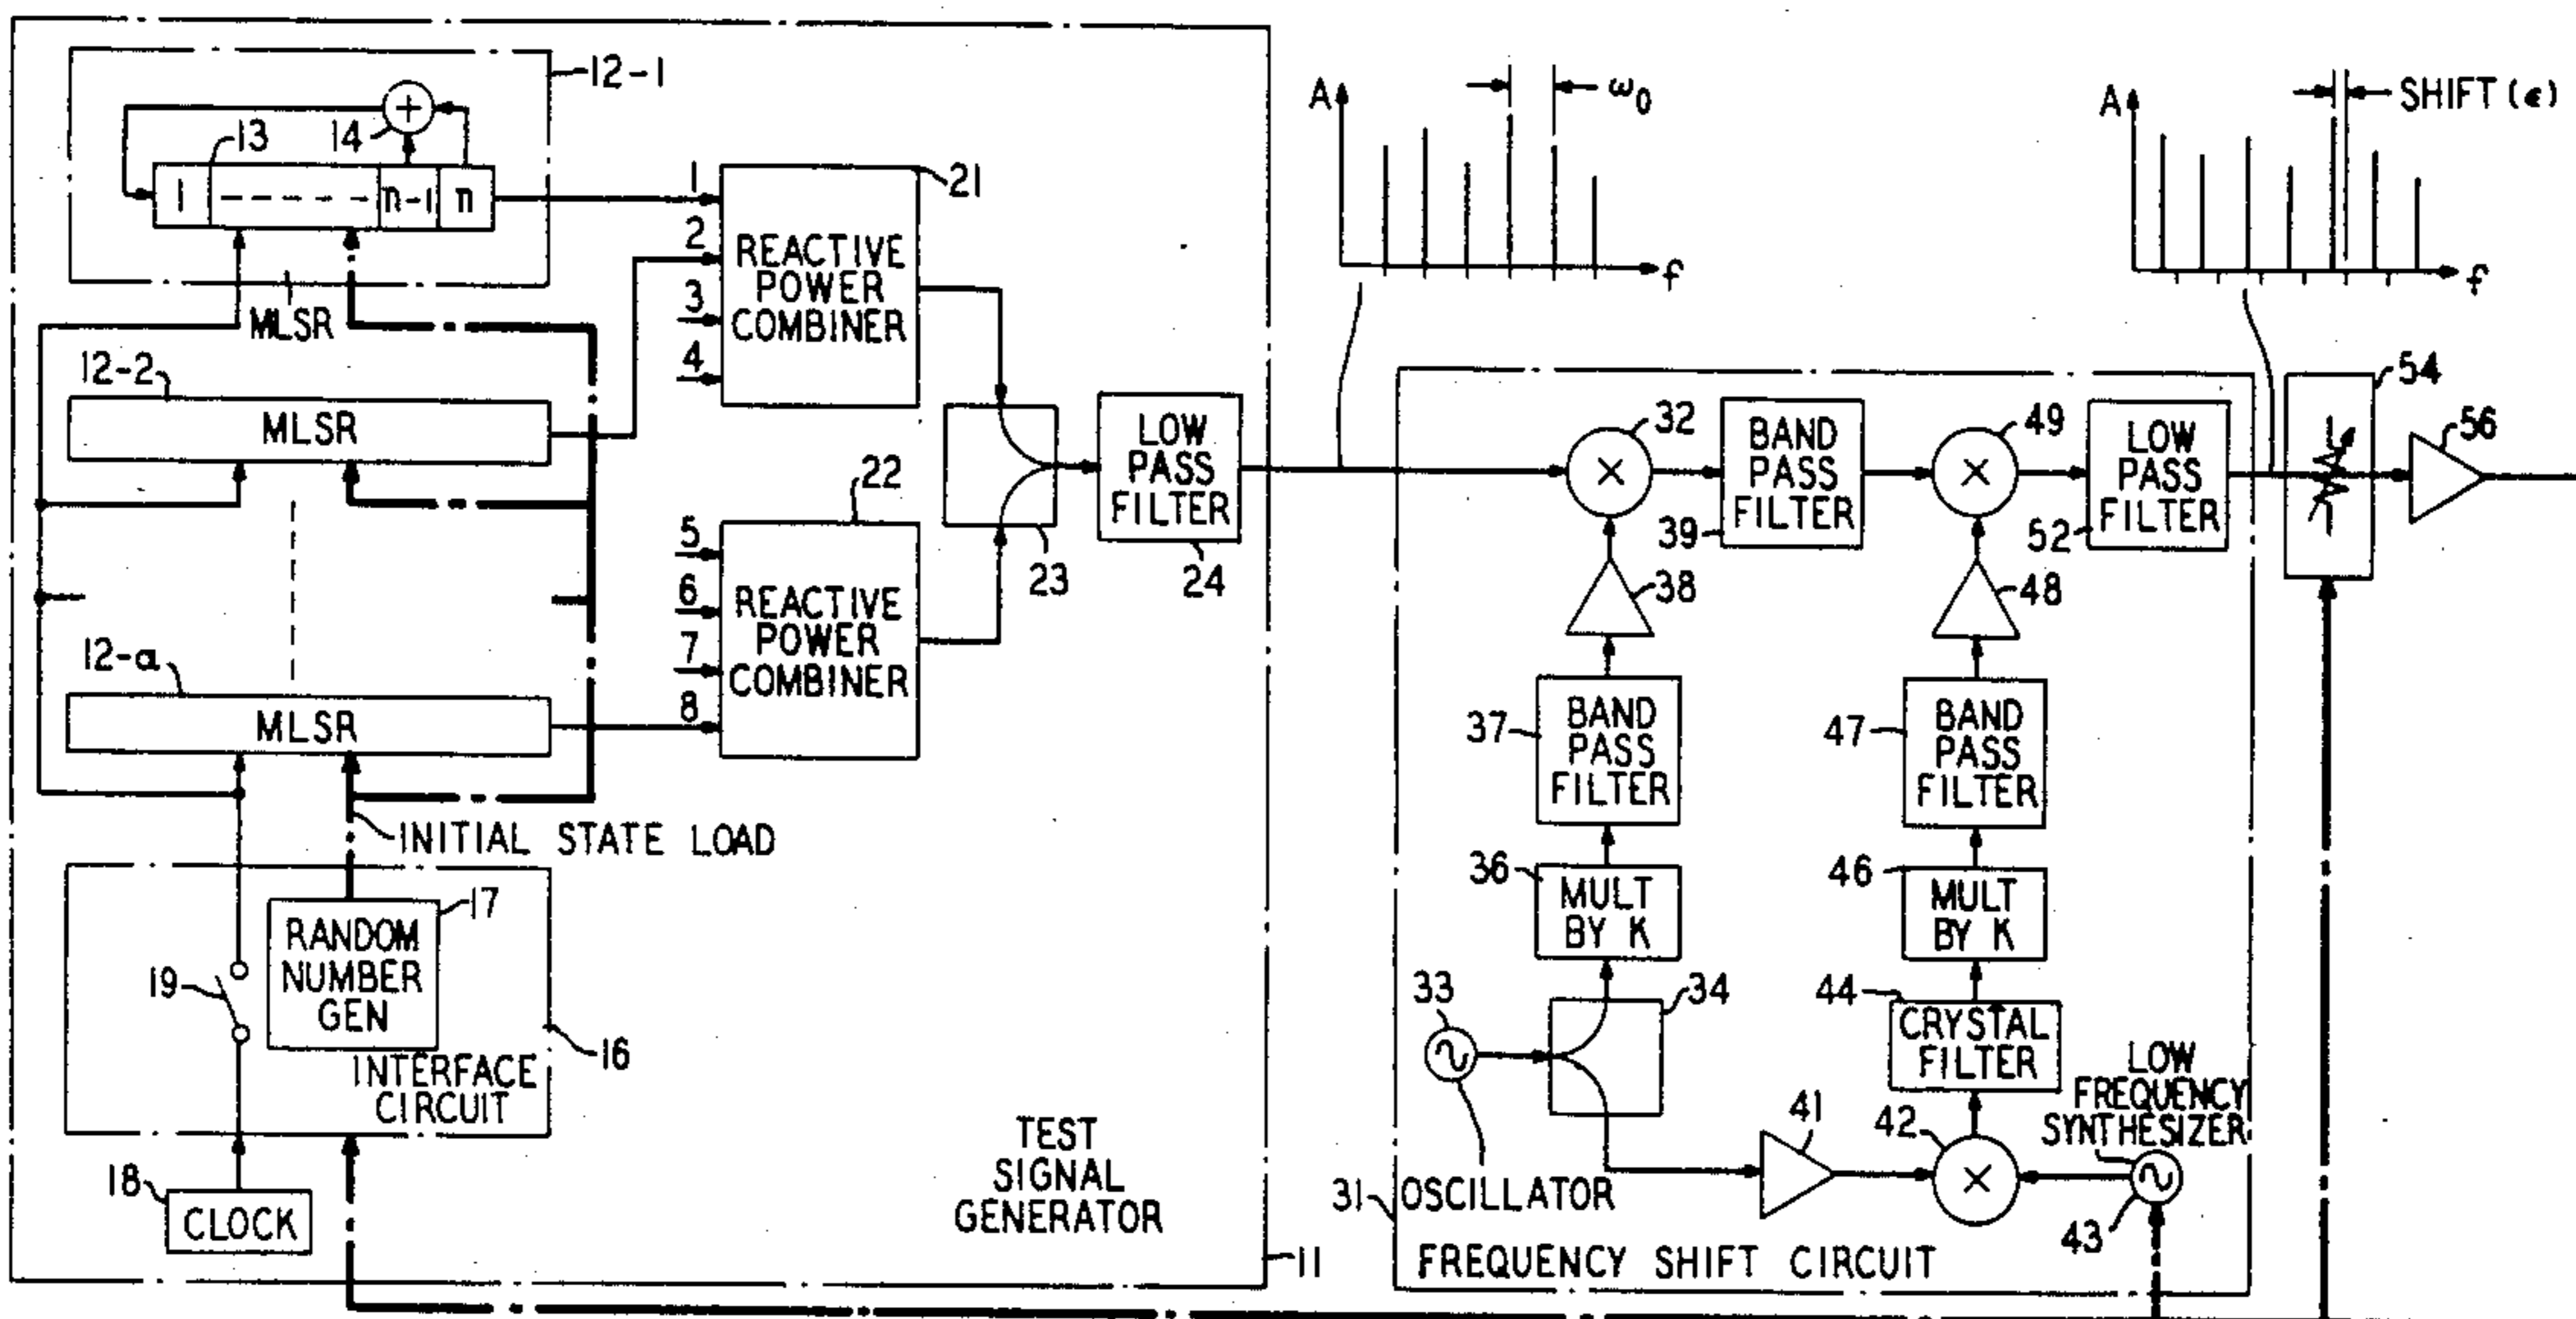 12-1
14
+
13
1
n-1
n
MLSR
12-2
MLSR
12-a
MLSR
INITIAL STATE LOAD
17
RANDOM
NUMBER
GEN
19
16
INTERFACE
CIRCUIT
18
CLOCK
TEST
SIGNAL
GENERATOR
11
1
2
3
4
21
REACTIVE
POWER
COMBINER
22
5
6
7
8
REACTIVE
POWER
COMBINER
23
LOW
PASS
FILTER
24
A
ω0
f
A
SHIFT (ϵ)
f
32
×
BAND
PASS
FILTER
39
49
×
LOW
PASS
FILTER
52
54
56
38
48
37
BAND
PASS
FILTER
47
BAND
PASS
FILTER
36
MULT
BY K
46
MULT
BY K
33
34
44
CRYSTAL
FILTER
LOW
FREQUENCY
SYNTHESIZER
41
42
×
43
31
OSCILLATOR
FREQUENCY SHIFT CIRCUIT